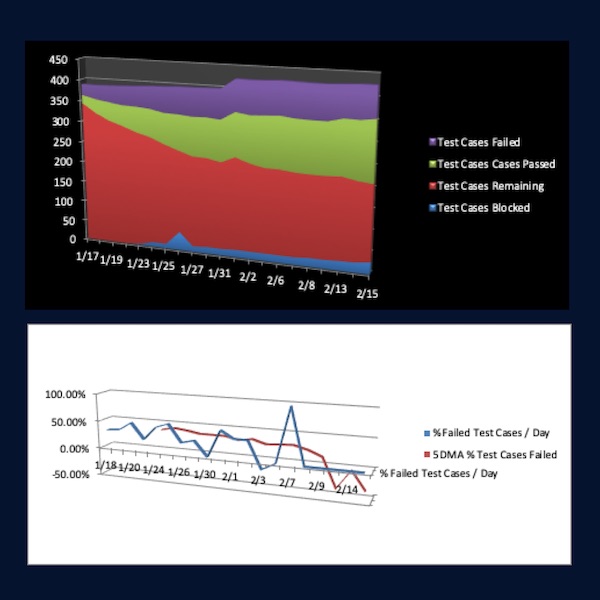 450
400
350
300
250
200
150
100
50
0
1/17 1/19 1/23 1/25 1/27 1/31 2/2 2/6 2/8 2/13 2/15
Test Cases Failed
Test Cases Cases Passed
Test Cases Remaining
Test Cases Blocked
100.00%
50.00%
0.00%
-50.00%
1/18 1/20 1/24 1/26 1/30 2/1 2/3 2/7 2/9 2/14
% Failed Test Cases / Day
% Failed Test Cases / Day
5 DMA % Test Cases Failed